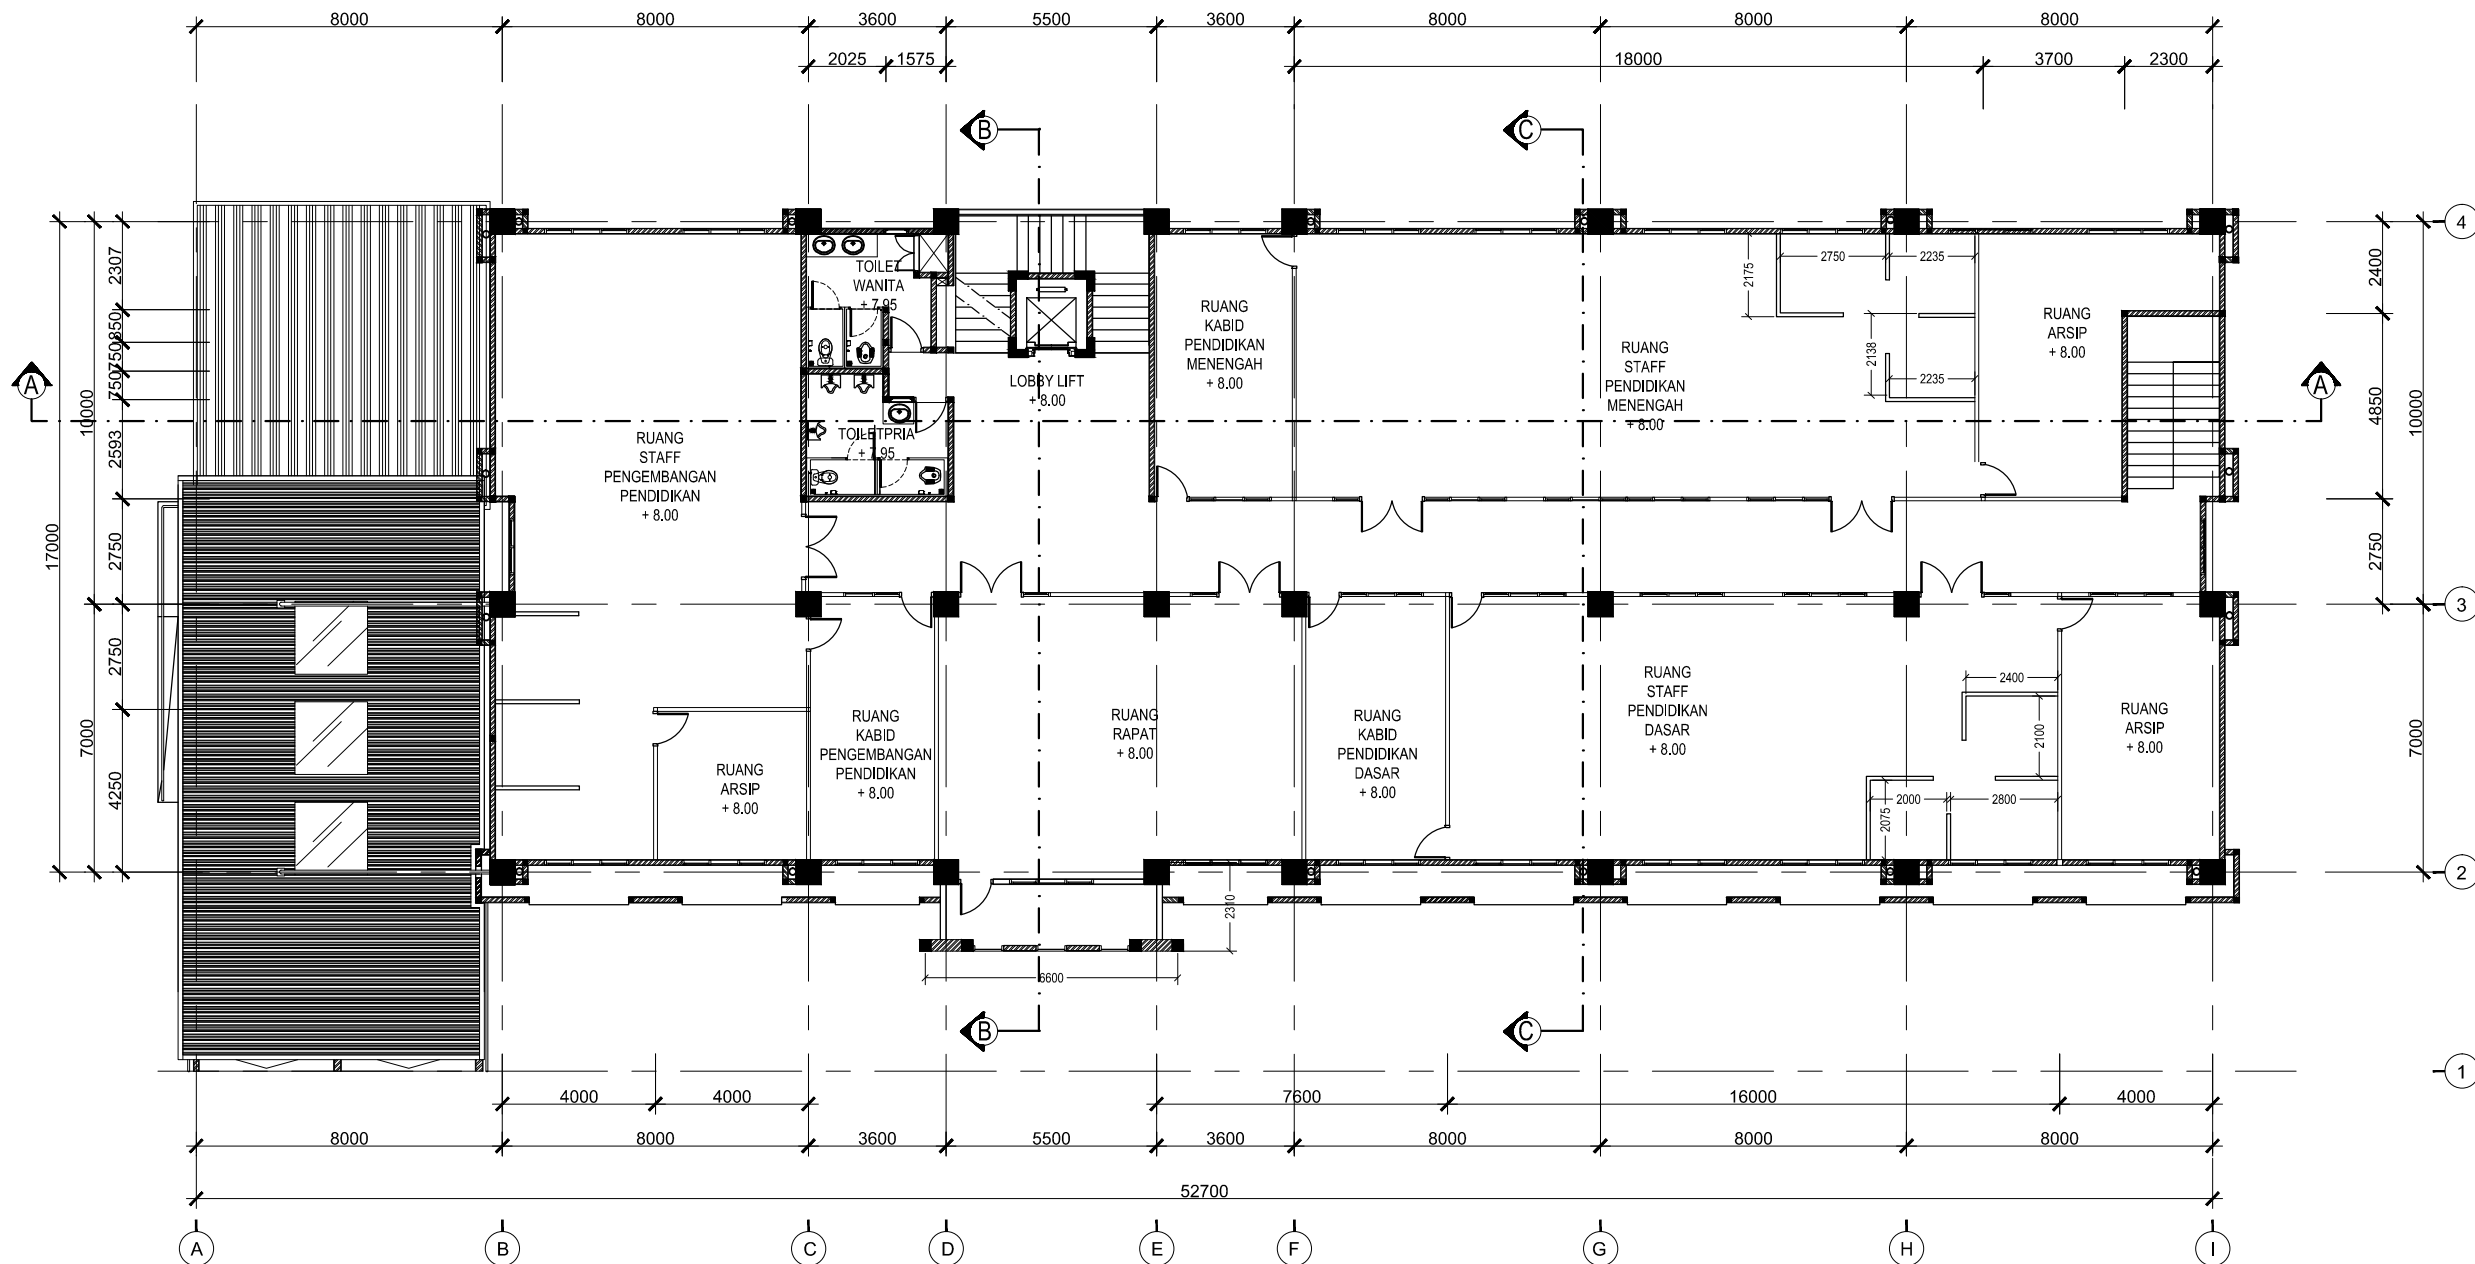 8000 8000 3600 5500 3600 8000 8000 8000
2025 1575 18000 3700 2300
B C
4
17000 10000 7000
2307 850 750 750 2593 2750 2750 4250
2400 4850 2750
10000 7000
A A
TOILET
WANITA
+ 7.95
LOBBY LIFT
+ 8.00
TOILETPRIA
+ 7.95
RUANG
KABID
PENDIDIKAN
MENENGAH
+ 8.00
RUANG
STAFF
PENDIDIKAN
MENENGAH
+ 8.00
2175 2750 2235
2138 2235
RUANG
ARSIP
+ 8.00
RUANG
STAFF
PENGEMBANGAN
PENDIDIKAN
+ 8.00
3
RUANG
ARSIP
+ 8.00
RUANG
KABID
PENGEMBANGAN
PENDIDIKAN
+ 8.00
RUANG
RAPAT
+ 8.00
RUANG
KABID
PENDIDIKAN
DASAR
+ 8.00
RUANG
STAFF
PENDIDIKAN
DASAR
+ 8.00
2400
2100
2000 2800
2075
RUANG
ARSIP
+ 8.00
2
2310
6600
B C
1
4000 4000 7600 16000 4000
8000 8000 3600 5500 3600 8000 8000 8000
52700
A B C D E F G H I